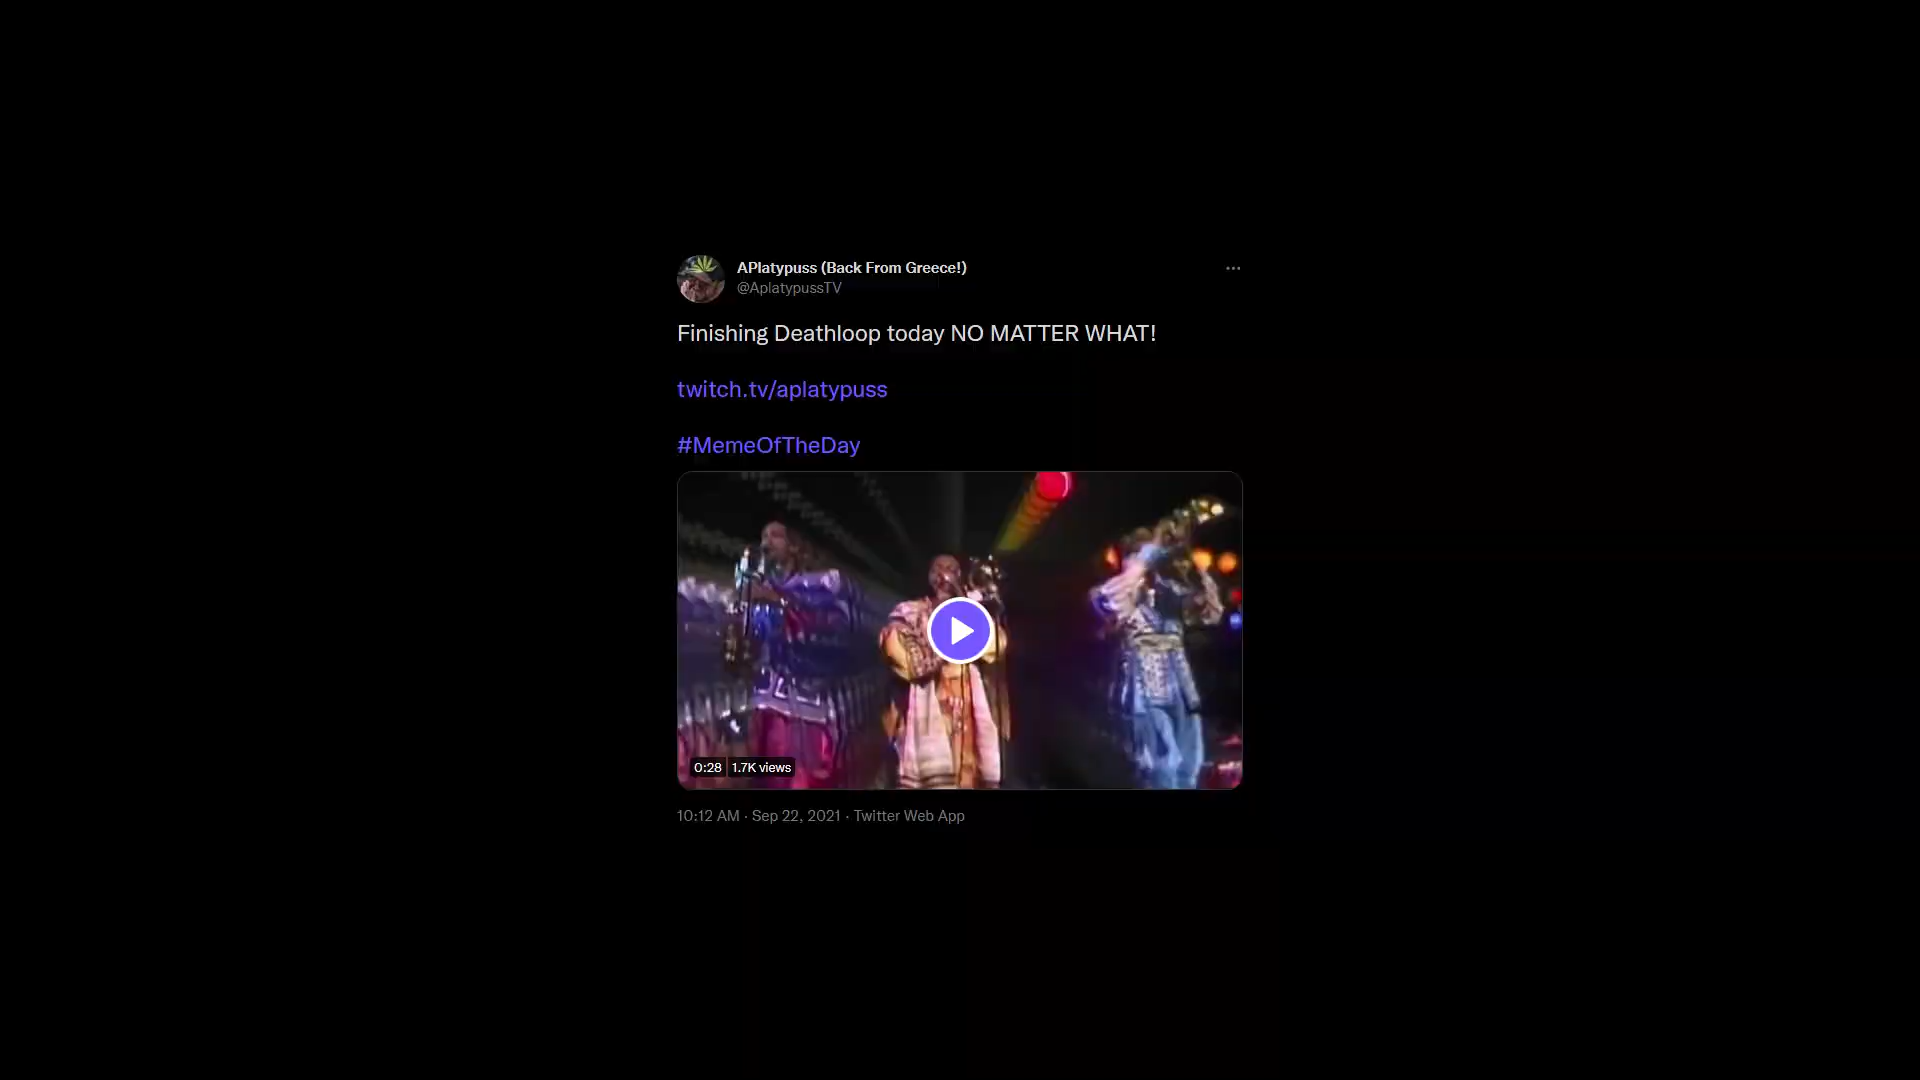 APlatypuss (Back From Greece!)
@AplatypussTV
Finishing Deathloop today NO MATTER WHAT!
twitch.tv/aplatypuss
#MemeOfTheDay
0:28 1.7K views
10:12 AM · Sep 22, 2021 · Twitter Web App